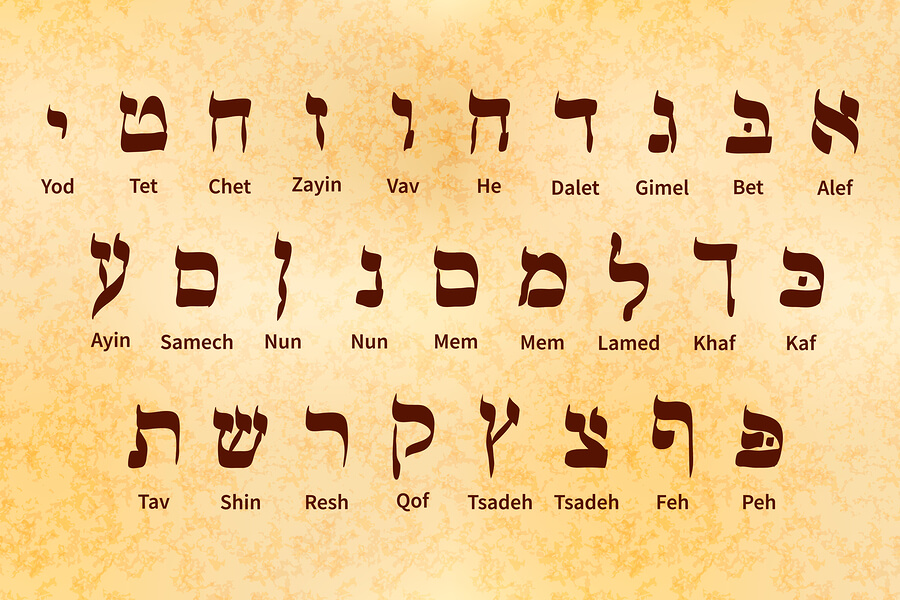 א בּ ג ד ה ו ז ח ט י
Yod Tet Chet Zayin Vav He Dalet Gimel Bet Alef
כּ ך ל מ ם נ ן ס ע
Ayin Samech Nun Nun Mem Mem Lamed Khaf Kaf
פּ ף צ ץ ק ר ש ת
Tav Shin Resh Qof Tsadeh Tsadeh Feh Peh